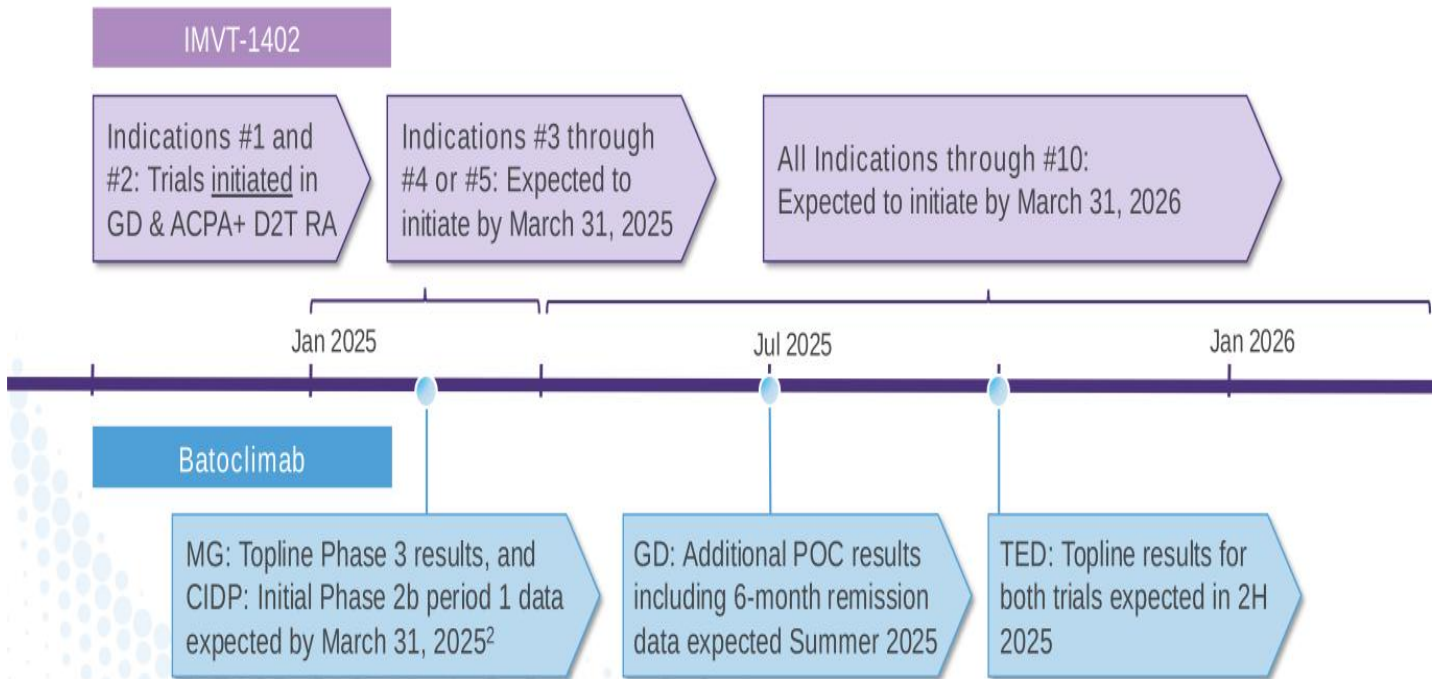 IMVT-1402
Indications #1 and
#2: Trials initiated in
GD & ACPA+ D2T RA
Indications #3 through
#4 or #5: Expected to
initiate by March 31, 2025
All Indications through #10:
Expected to initiate by March 31, 2026
Jan 2025
Jul 2025
Jan 2026
Batoclimab
MG: Topline Phase 3 results, and
CIDP: Initial Phase 2b period 1 data
expected by March 31, 2025²
GD: Additional POC results
including 6-month remission
data expected Summer 2025
TED: Topline results for
both trials expected in 2H
2025